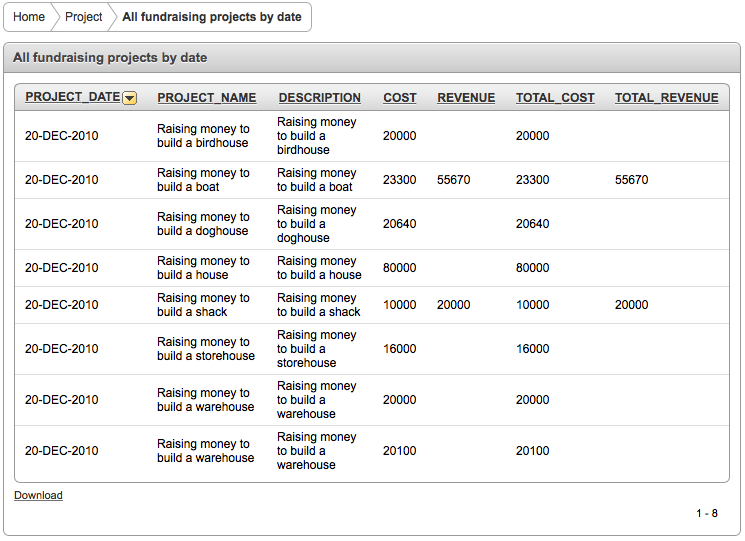 Home Project All fundraising projects by date
All fundraising projects by date
PROJECT_DATE PROJECT_NAME DESCRIPTION COST REVENUE TOTAL_COST TOTAL_REVENUE
20-DEC-2010 Raising money to build a birdhouse Raising money to build a birdhouse 20000 20000
20-DEC-2010 Raising money to build a boat Raising money to build a boat 23300 55670 23300 55670
20-DEC-2010 Raising money to build a doghouse Raising money to build a doghouse 20640 20640
20-DEC-2010 Raising money to build a house Raising money to build a house 80000 80000
20-DEC-2010 Raising money to build a shack Raising money to build a shack 10000 20000 10000 20000
20-DEC-2010 Raising money to build a storehouse Raising money to build a storehouse 16000 16000
20-DEC-2010 Raising money to build a warehouse Raising money to build a warehouse 20000 20000
20-DEC-2010 Raising money to build a warehouse Raising money to build a warehouse 20100 20100
Download
1 - 8